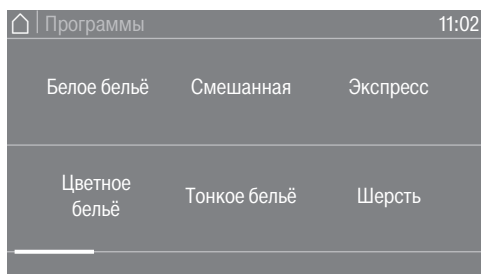 Программы 11:02
Белое бельё Смешанная Экспресс
Цветное
бельё Тонкое бельё Шерсть